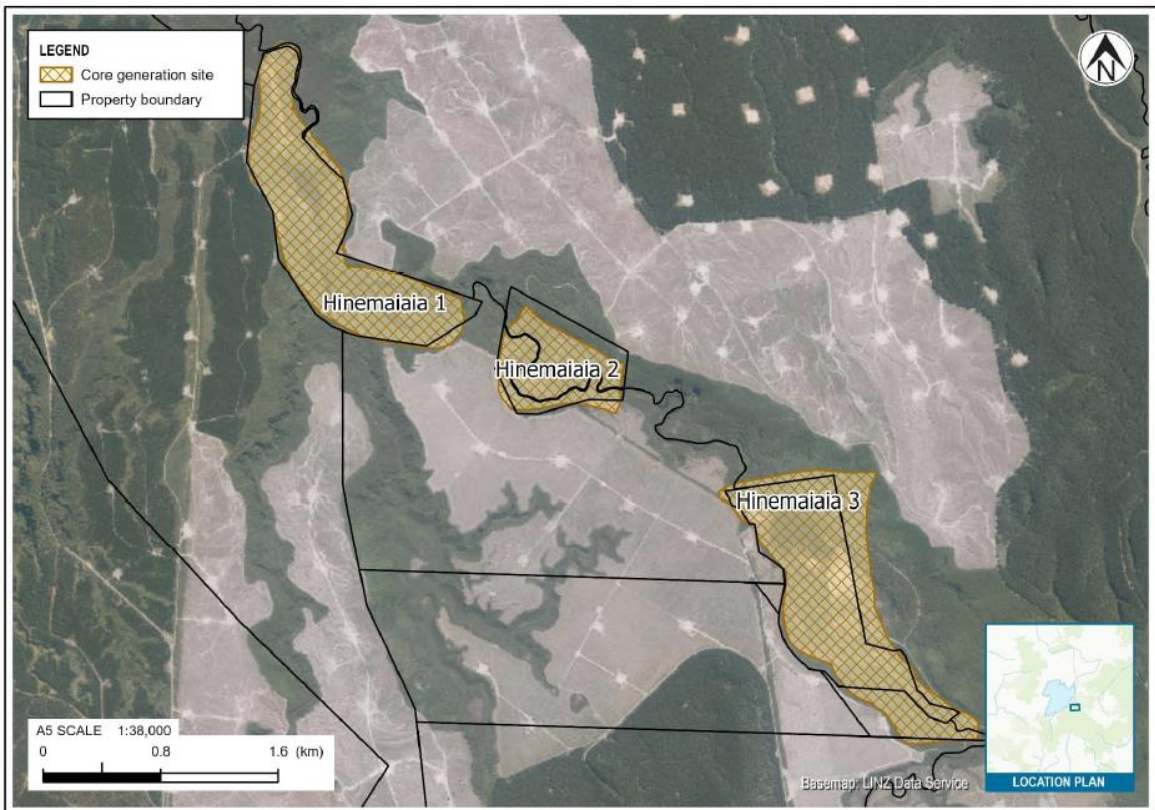 LEGEND
Core generation site
Property boundary
N
Hinemaiaia 1
Hinemaiaia 2
Hinemaiaia 3
A5 SCALE 1:38,000
0 0.8 1.6 (km)
Basemap: LINZ Data Service
LOCATION PLAN